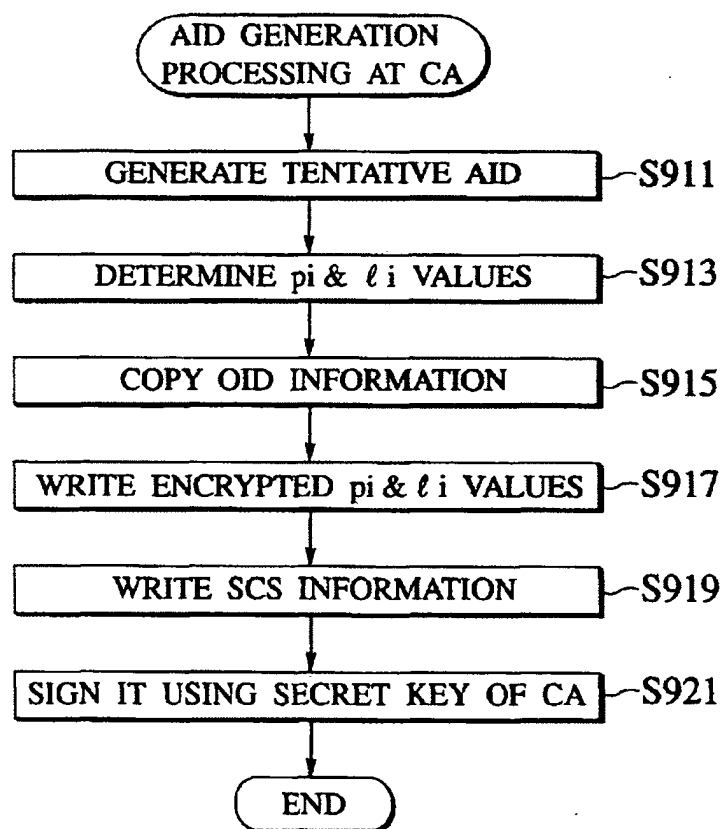 AID GENERATION
PROCESSING AT CA
GENERATE TENTATIVE AID S911
DETERMINE pi & ℓi VALUES S913
COPY OID INFORMATION S915
WRITE ENCRYPTED pi & ℓi VALUES S917
WRITE SCS INFORMATION S919
SIGN IT USING SECRET KEY OF CA S921
END